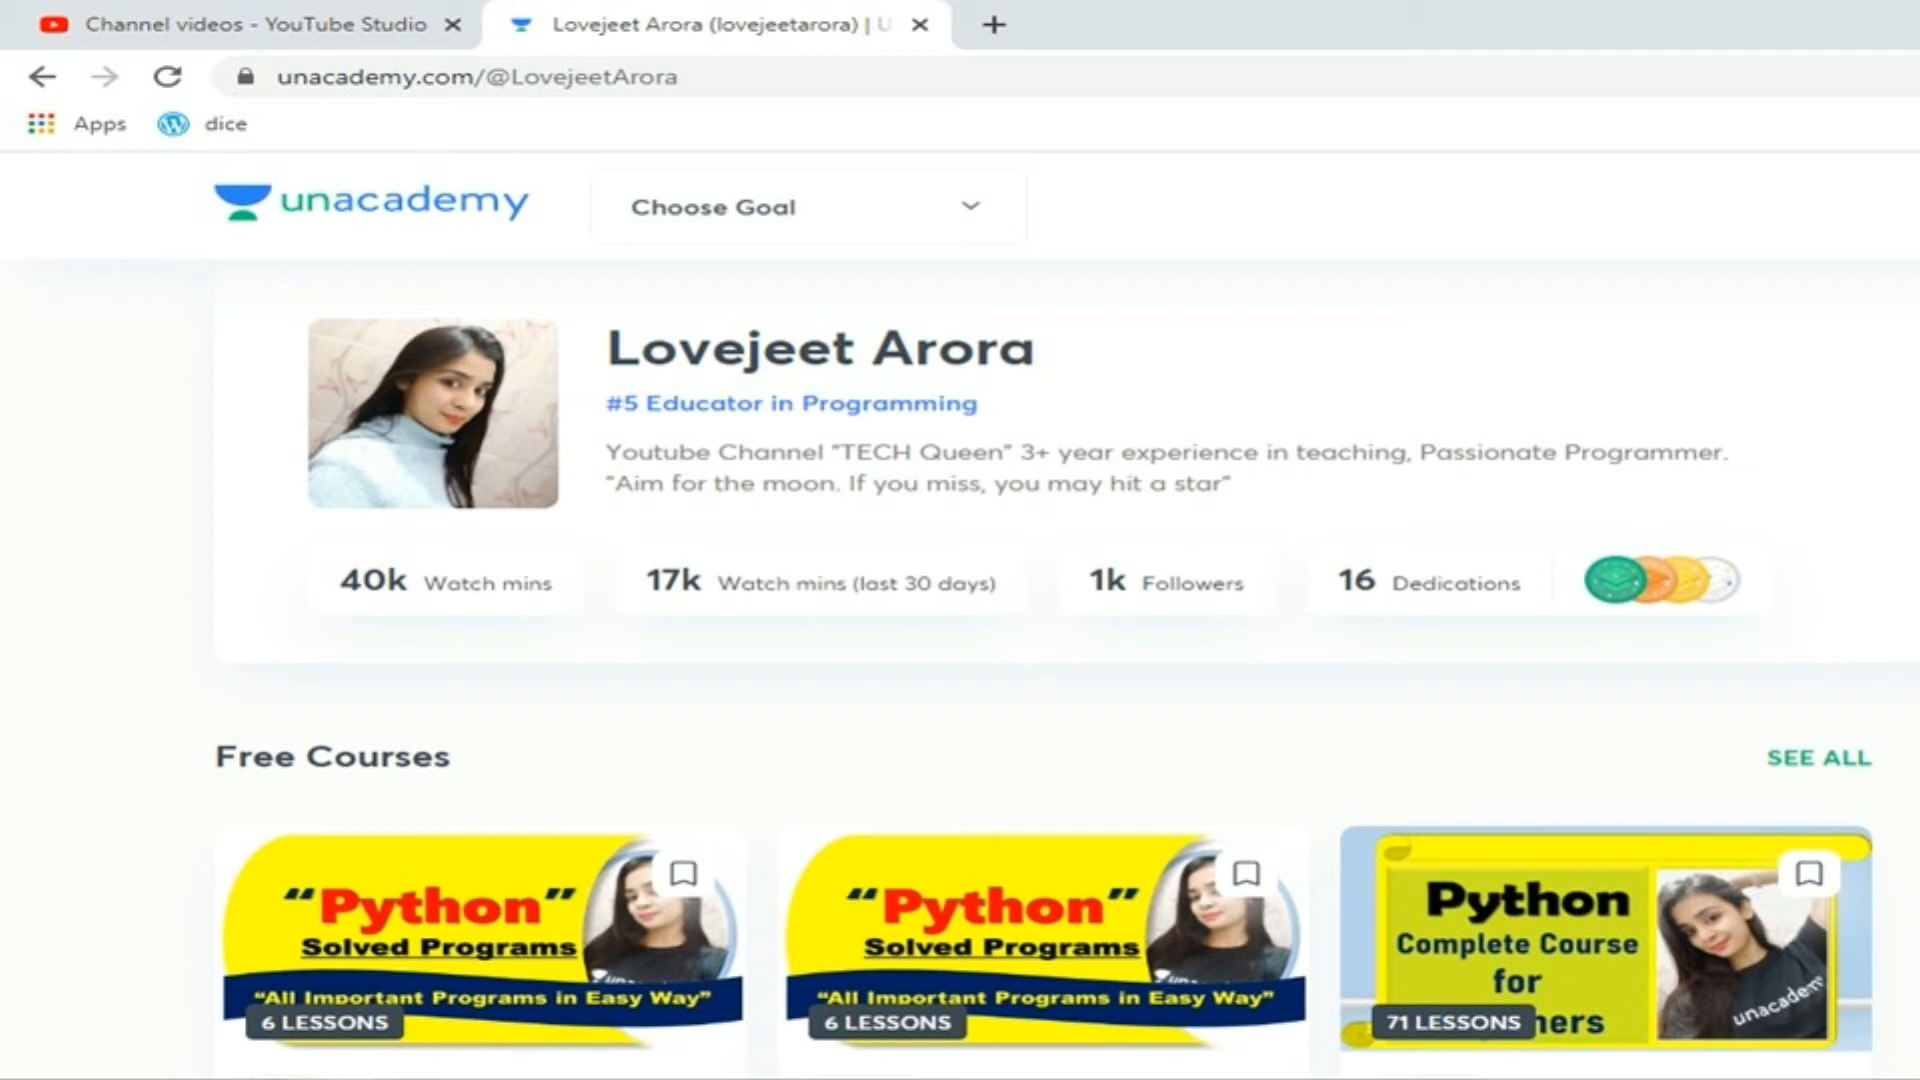 Channel videos - YouTube Studio
Lovejeet Arora (lovejeetarora) | U
unacademy.com/@LovejeetArora
Apps
dice
unacademy
Choose Goal
Lovejeet Arora
#5 Educator in Programming
Youtube Channel "TECH Queen" 3+ year experience in teaching, Passionate Programmer.
"Aim for the moon. If you miss, you may hit a star"
40k Watch mins
17k Watch mins (last 30 days)
1k Followers
16 Dedications
Free Courses
SEE ALL
“Python”
Solved Programs
“All Important Programs in Easy Way”
6 LESSONS
“Python”
Solved Programs
“All Important Programs in Easy Way”
6 LESSONS
Python
Complete Course
for
unacademy
71 LESSONS